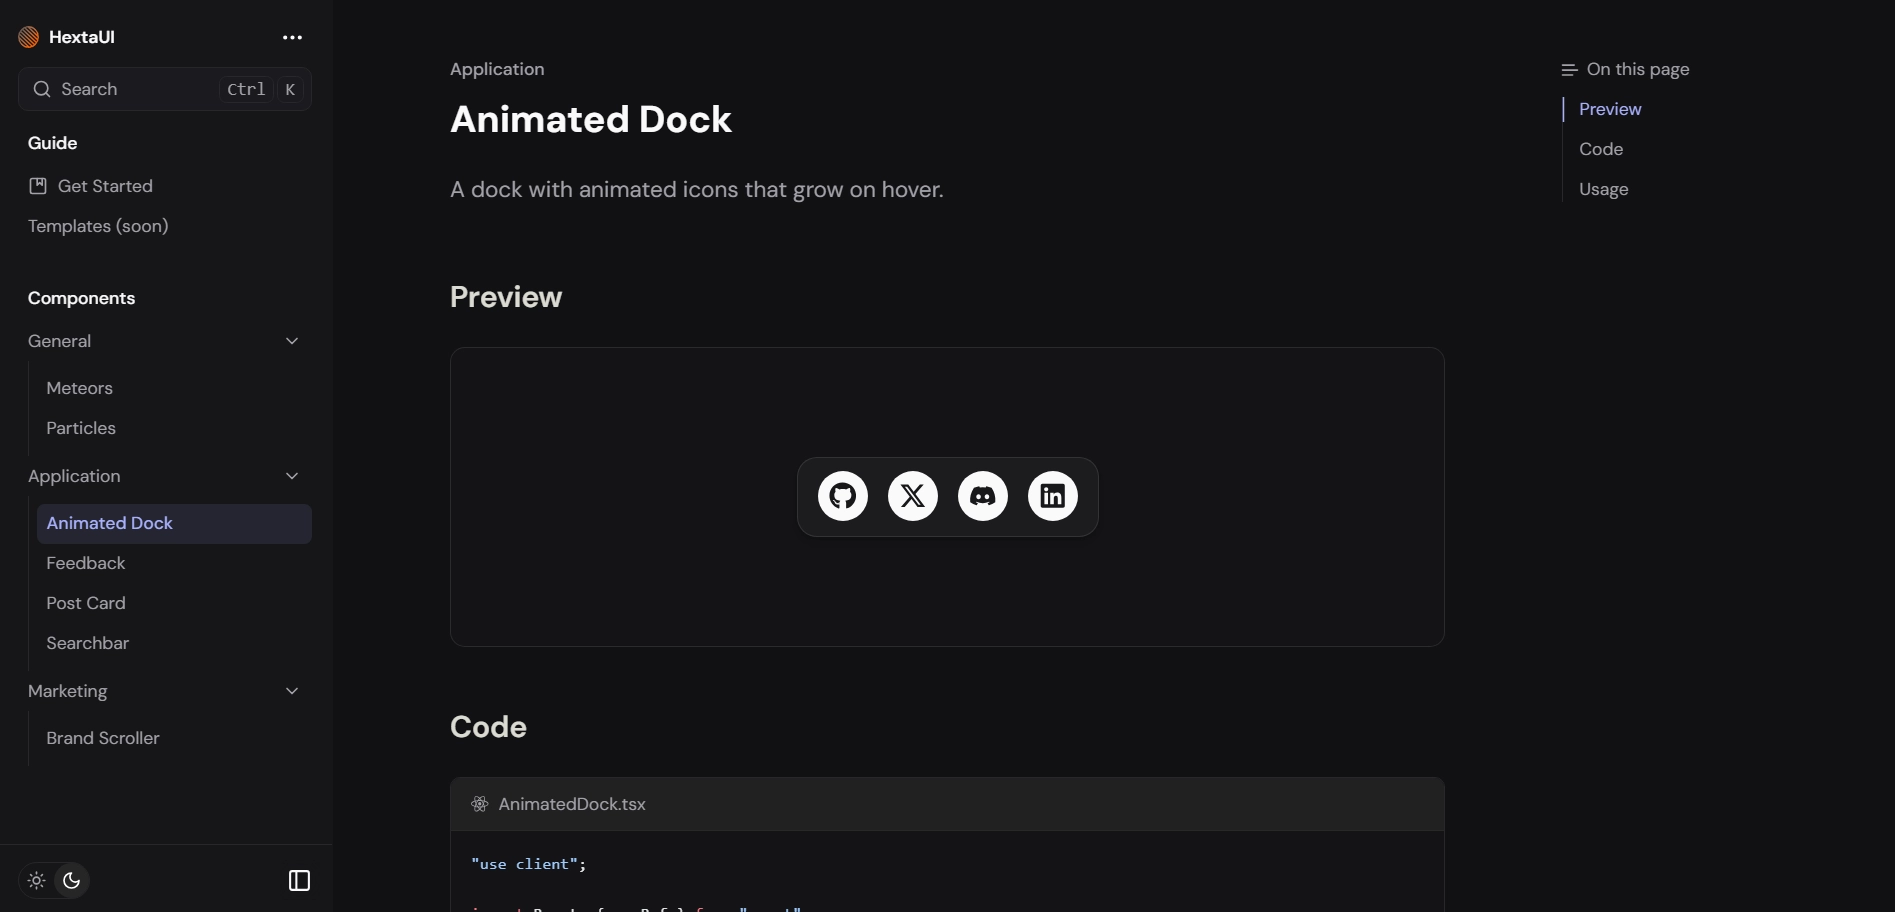 HextaUI
Search
Ctrl K
Guide
Get Started
Templates (soon)
Components
General
Meteors
Particles
Application
Animated Dock
Feedback
Post Card
Searchbar
Marketing
Brand Scroller
Application
Animated Dock
A dock with animated icons that grow on hover.
Preview
in
Code
AnimatedDock.tsx
"use client";
On this page
Preview
Code
Usage